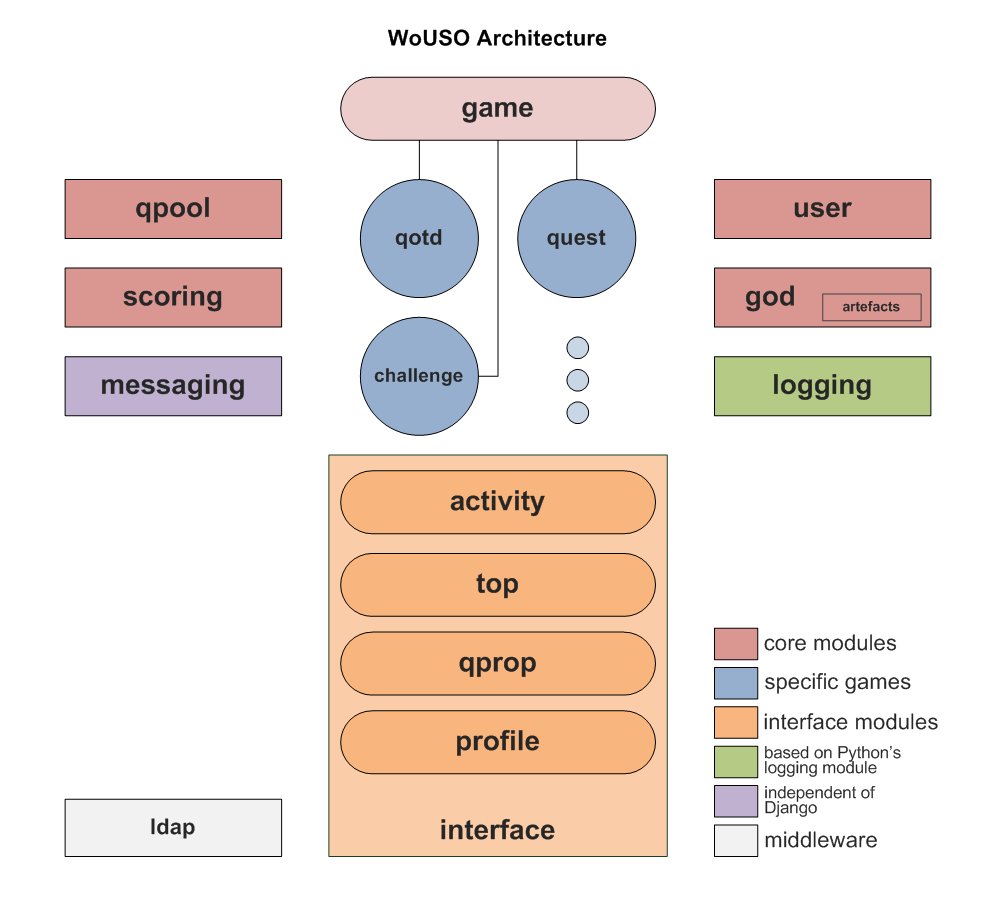 WoUSO Architecture
game
qpool
qotd
quest
user
scoring
god
artefacts
messaging
challenge
logging
activity
top
qprop
profile
interface
ldap
core modules
specific games
interface modules
based on Python's
logging module
independent of
Django
middleware